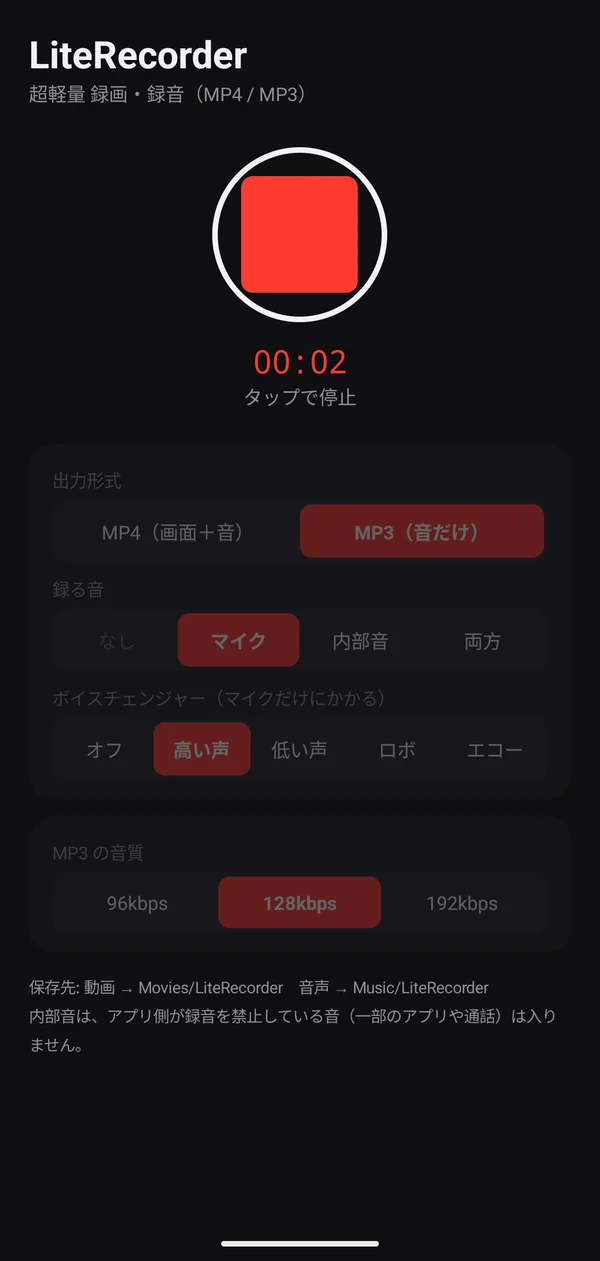 LiteRecorder
超軽量 録画・録音（MP4 / MP3）
00:02
タップで停止
出力形式
MP4（画面＋音） MP3（音だけ）
録る音
なし マイク 内部音 両方
ボイスチェンジャー（マイクだけにかかる）
オフ 高い声 低い声 ロボ エコー
MP3 の音質
96kbps 128kbps 192kbps
保存先: 動画 → Movies/LiteRecorder　音声 → Music/LiteRecorder
内部音は、アプリ側が録音を禁止している音（一部のアプリや通話）は入り
ません。